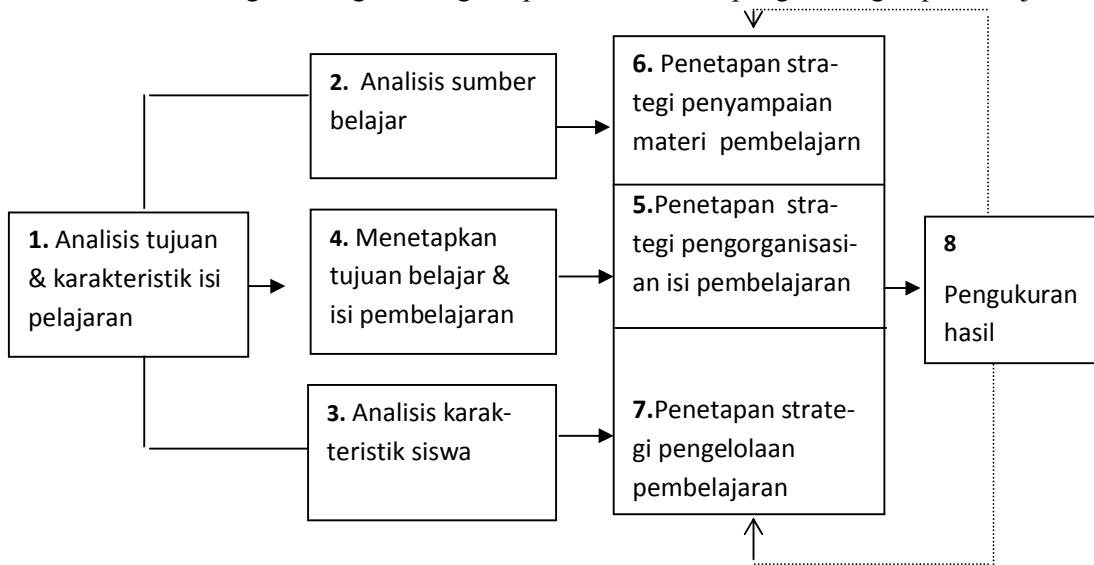 2. Analisis sumber
belajar
6. Penetapan stra-
tegi penyampaian
materi pembelajarn
1. Analisis tujuan
& karakteristik isi
pelajaran
4. Menetapkan
tujuan belajar &
isi pembelajaran
5.Penetapan stra-
tegi pengorganisasi-
an isi pembelajaran
8
Pengukuran
hasil
3. Analisis karak-
teristik siswa
7.Penetapan strate-
gi pengelolaan
pembelajaran